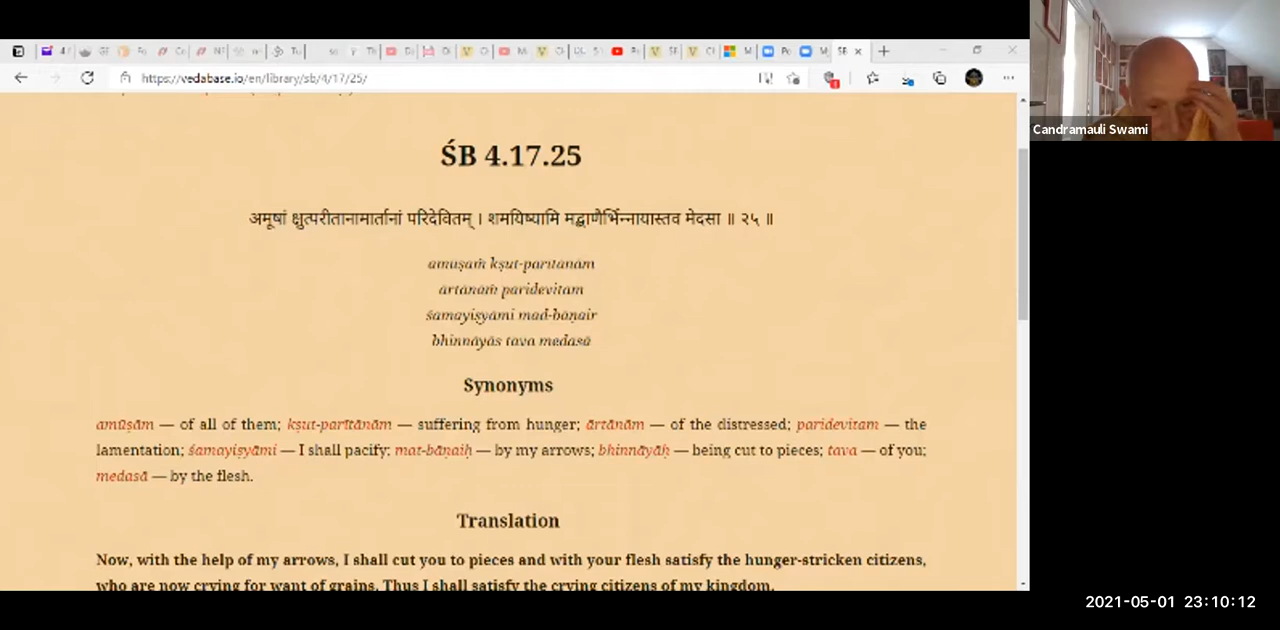 https://vedabase.io/en/library/sb/4/17/25/
Candramauli Swami
ŚB 4.17.25
अमूषां क्षुत्परीतानामार्तानां परिदेवितम् । शमयिष्यामि मद्बाणैर्भिन्नायास्तव मेदसा ॥ २५ ॥
amūṣāṁ kṣut-parītānām
ārtānāṁ paridevitam
śamayiṣyāmi mad-bāṇair
bhinnāyās tava medasā
Synonyms
amūṣām — of all of them; kṣut-parītānām — suffering from hunger; ārtānām — of the distressed; paridevitam — the
lamentation; śamayiṣyāmi — I shall pacify; mat-bāṇaiḥ — by my arrows; bhinnāyāḥ — being cut to pieces; tava — of you;
medasā — by the flesh.
Translation
Now, with the help of my arrows, I shall cut you to pieces and with your flesh satisfy the hunger-stricken citizens,
who are now crying for want of grains. Thus I shall satisfy the crying citizens of my kingdom.
2021-05-01 23:10:12